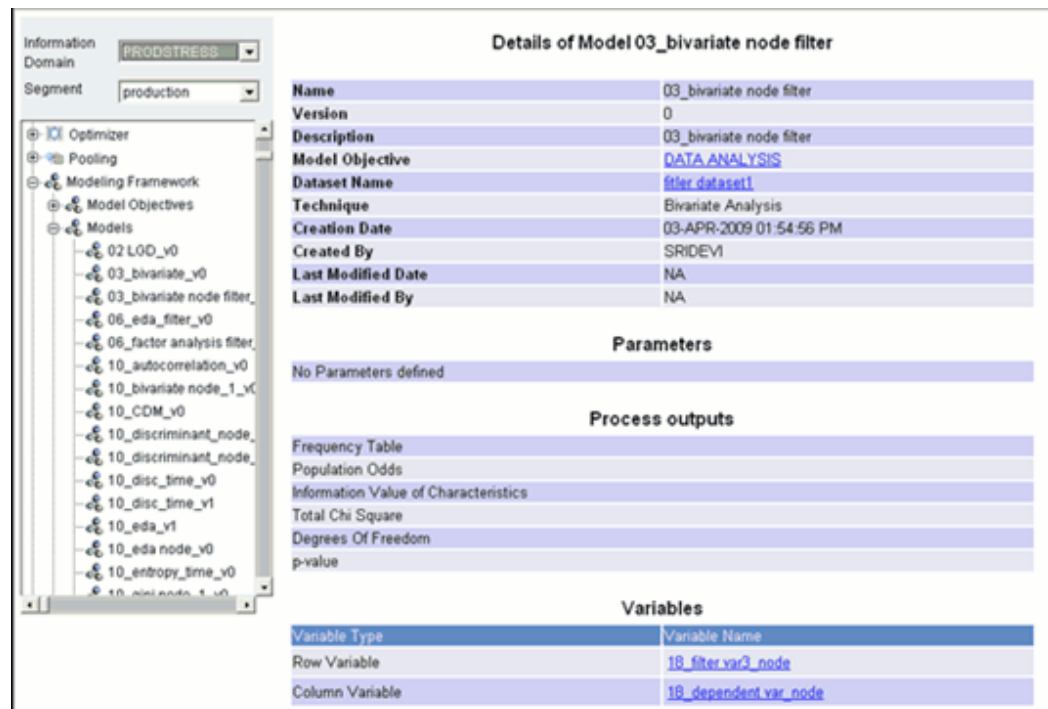 Information Domain PRODSTRESS
Segment production
Optimizer
Pooling
Modeling Framework
Model Objectives
Models
02 LGD_v0
03_bivariate_v0
03_bivariate node filter_
06_eda_filter_v0
06_factor analysis filter_
10_autocorrelation_v0
10_bivariate node_1_v0
10_CDM_v0
10_discriminant_node_
10_discriminant_node_
10_disc_time_v0
10_disc_time_v1
10_eda_v1
10_eda node_v0
10_entropy_time_v0
10_gini node_1_v0
Details of Model 03_bivariate node filter
Name 03_bivariate node filter
Version 0
Description 03_bivariate node filter
Model Objective DATA ANALYSIS
Dataset Name fitler dataset1
Technique Bivariate Analysis
Creation Date 03-APR-2009 01:54:56 PM
Created By SRIDEVI
Last Modified Date NA
Last Modified By NA
Parameters
No Parameters defined
Process outputs
Frequency Table
Population Odds
Information Value of Characteristics
Total Chi Square
Degrees Of Freedom
p-value
Variables
Variable Type Variable Name
Row Variable 18_filter var3_node
Column Variable 18_dependent var_node